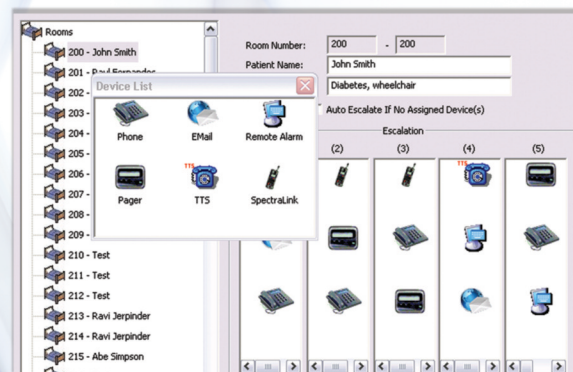 Rooms
200 - John Smith
201 - Paul Fernandes
202 -
203 -
204 -
205 -
206 -
207 -
208 -
209 -
210 - Test
211 - Test
212 - Test
213 - Ravi Jerpinder
214 - Ravi Jerpinder
215 - Abe Simpson
Device List
Phone
EMail
Remote Alarm
Pager
TTS
SpectraLink
Room Number: 200 - 200
Patient Name: John Smith
Diabetes, wheelchair
Auto Escalate If No Assigned Device(s)
Escalation
(2) (3) (4) (5)